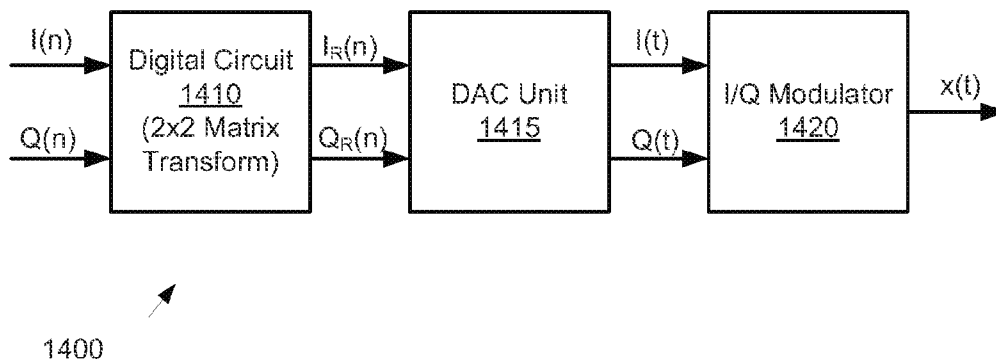 I(n)
Q(n)
Digital Circuit
1410
(2x2 Matrix
Transform)
I_R(n)
Q_R(n)
DAC Unit
1415
I(t)
Q(t)
I/Q Modulator
1420
x(t)
1400